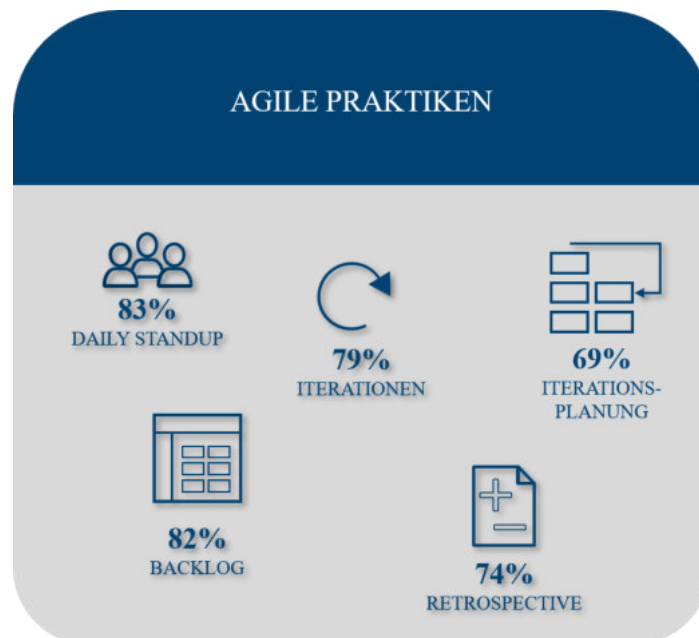 AGILE PRAKTIKEN
83%
DAILY STANDUP
79%
ITERATIONEN
69%
ITERATIONS-
PLANUNG
82%
BACKLOG
74%
RETROSPECTIVE